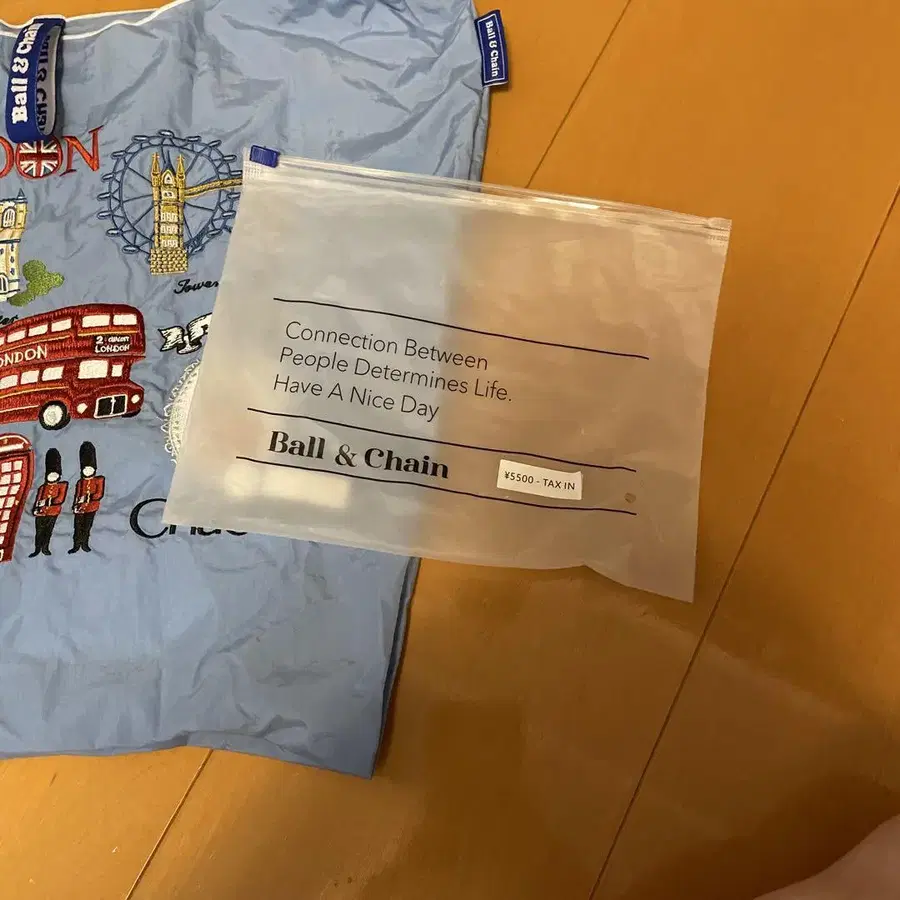 Ball & Chain
Ball & Chain
LONDON
Tower
LONDON
LONDON
Connection Between
People Determines Life.
Have A Nice Day
Ball & Chain
¥5500 - TAX IN